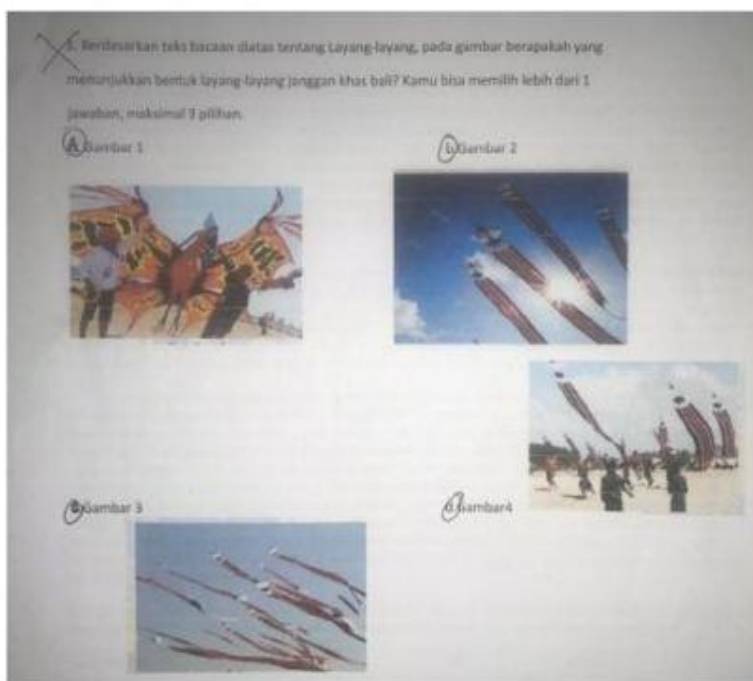 5. Berdasarkan teks bacaan diatas tentang Layang-layang, pada gambar berapakah yang
menunjukkan bentuk layang-layang janggan khas bali? Kamu bisa memilih lebih dari 1
jawaban, maksimal 3 pilihan.
A Gambar 1
b Gambar 2
Gambar 3
d Gambar4